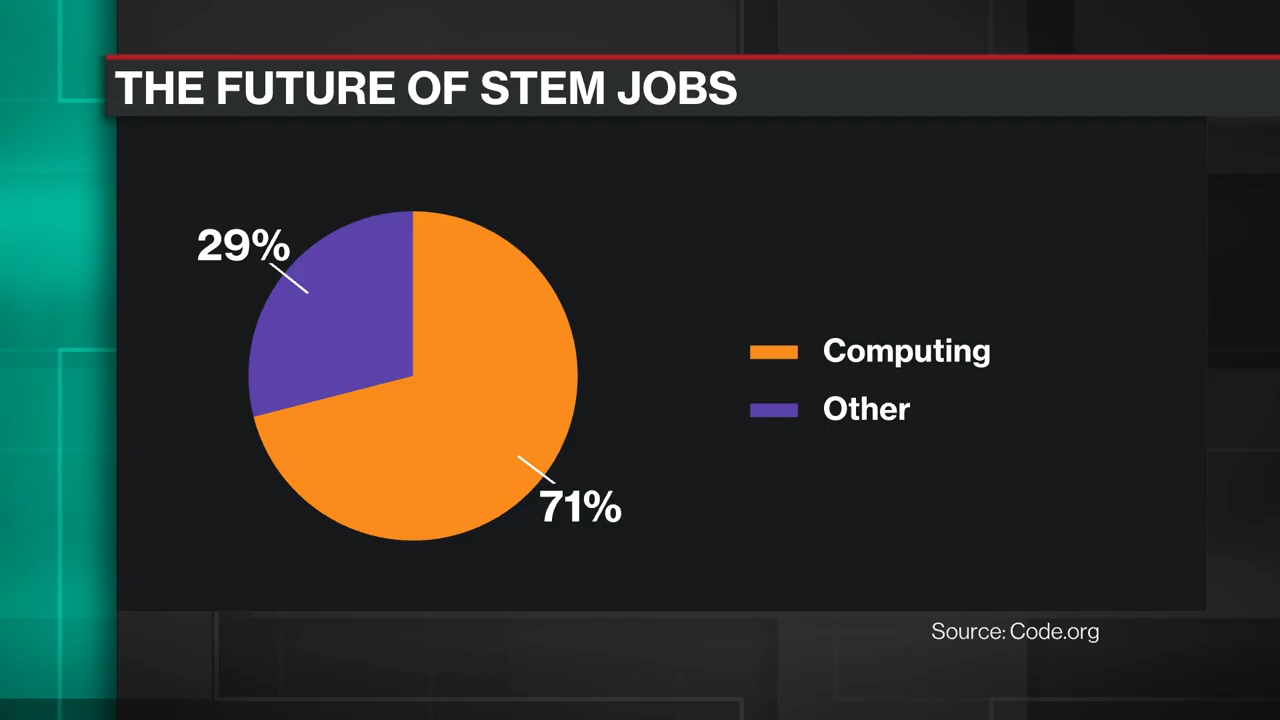 THE FUTURE OF STEM JOBS
29%
71%
Computing
Other
Source: Code.org